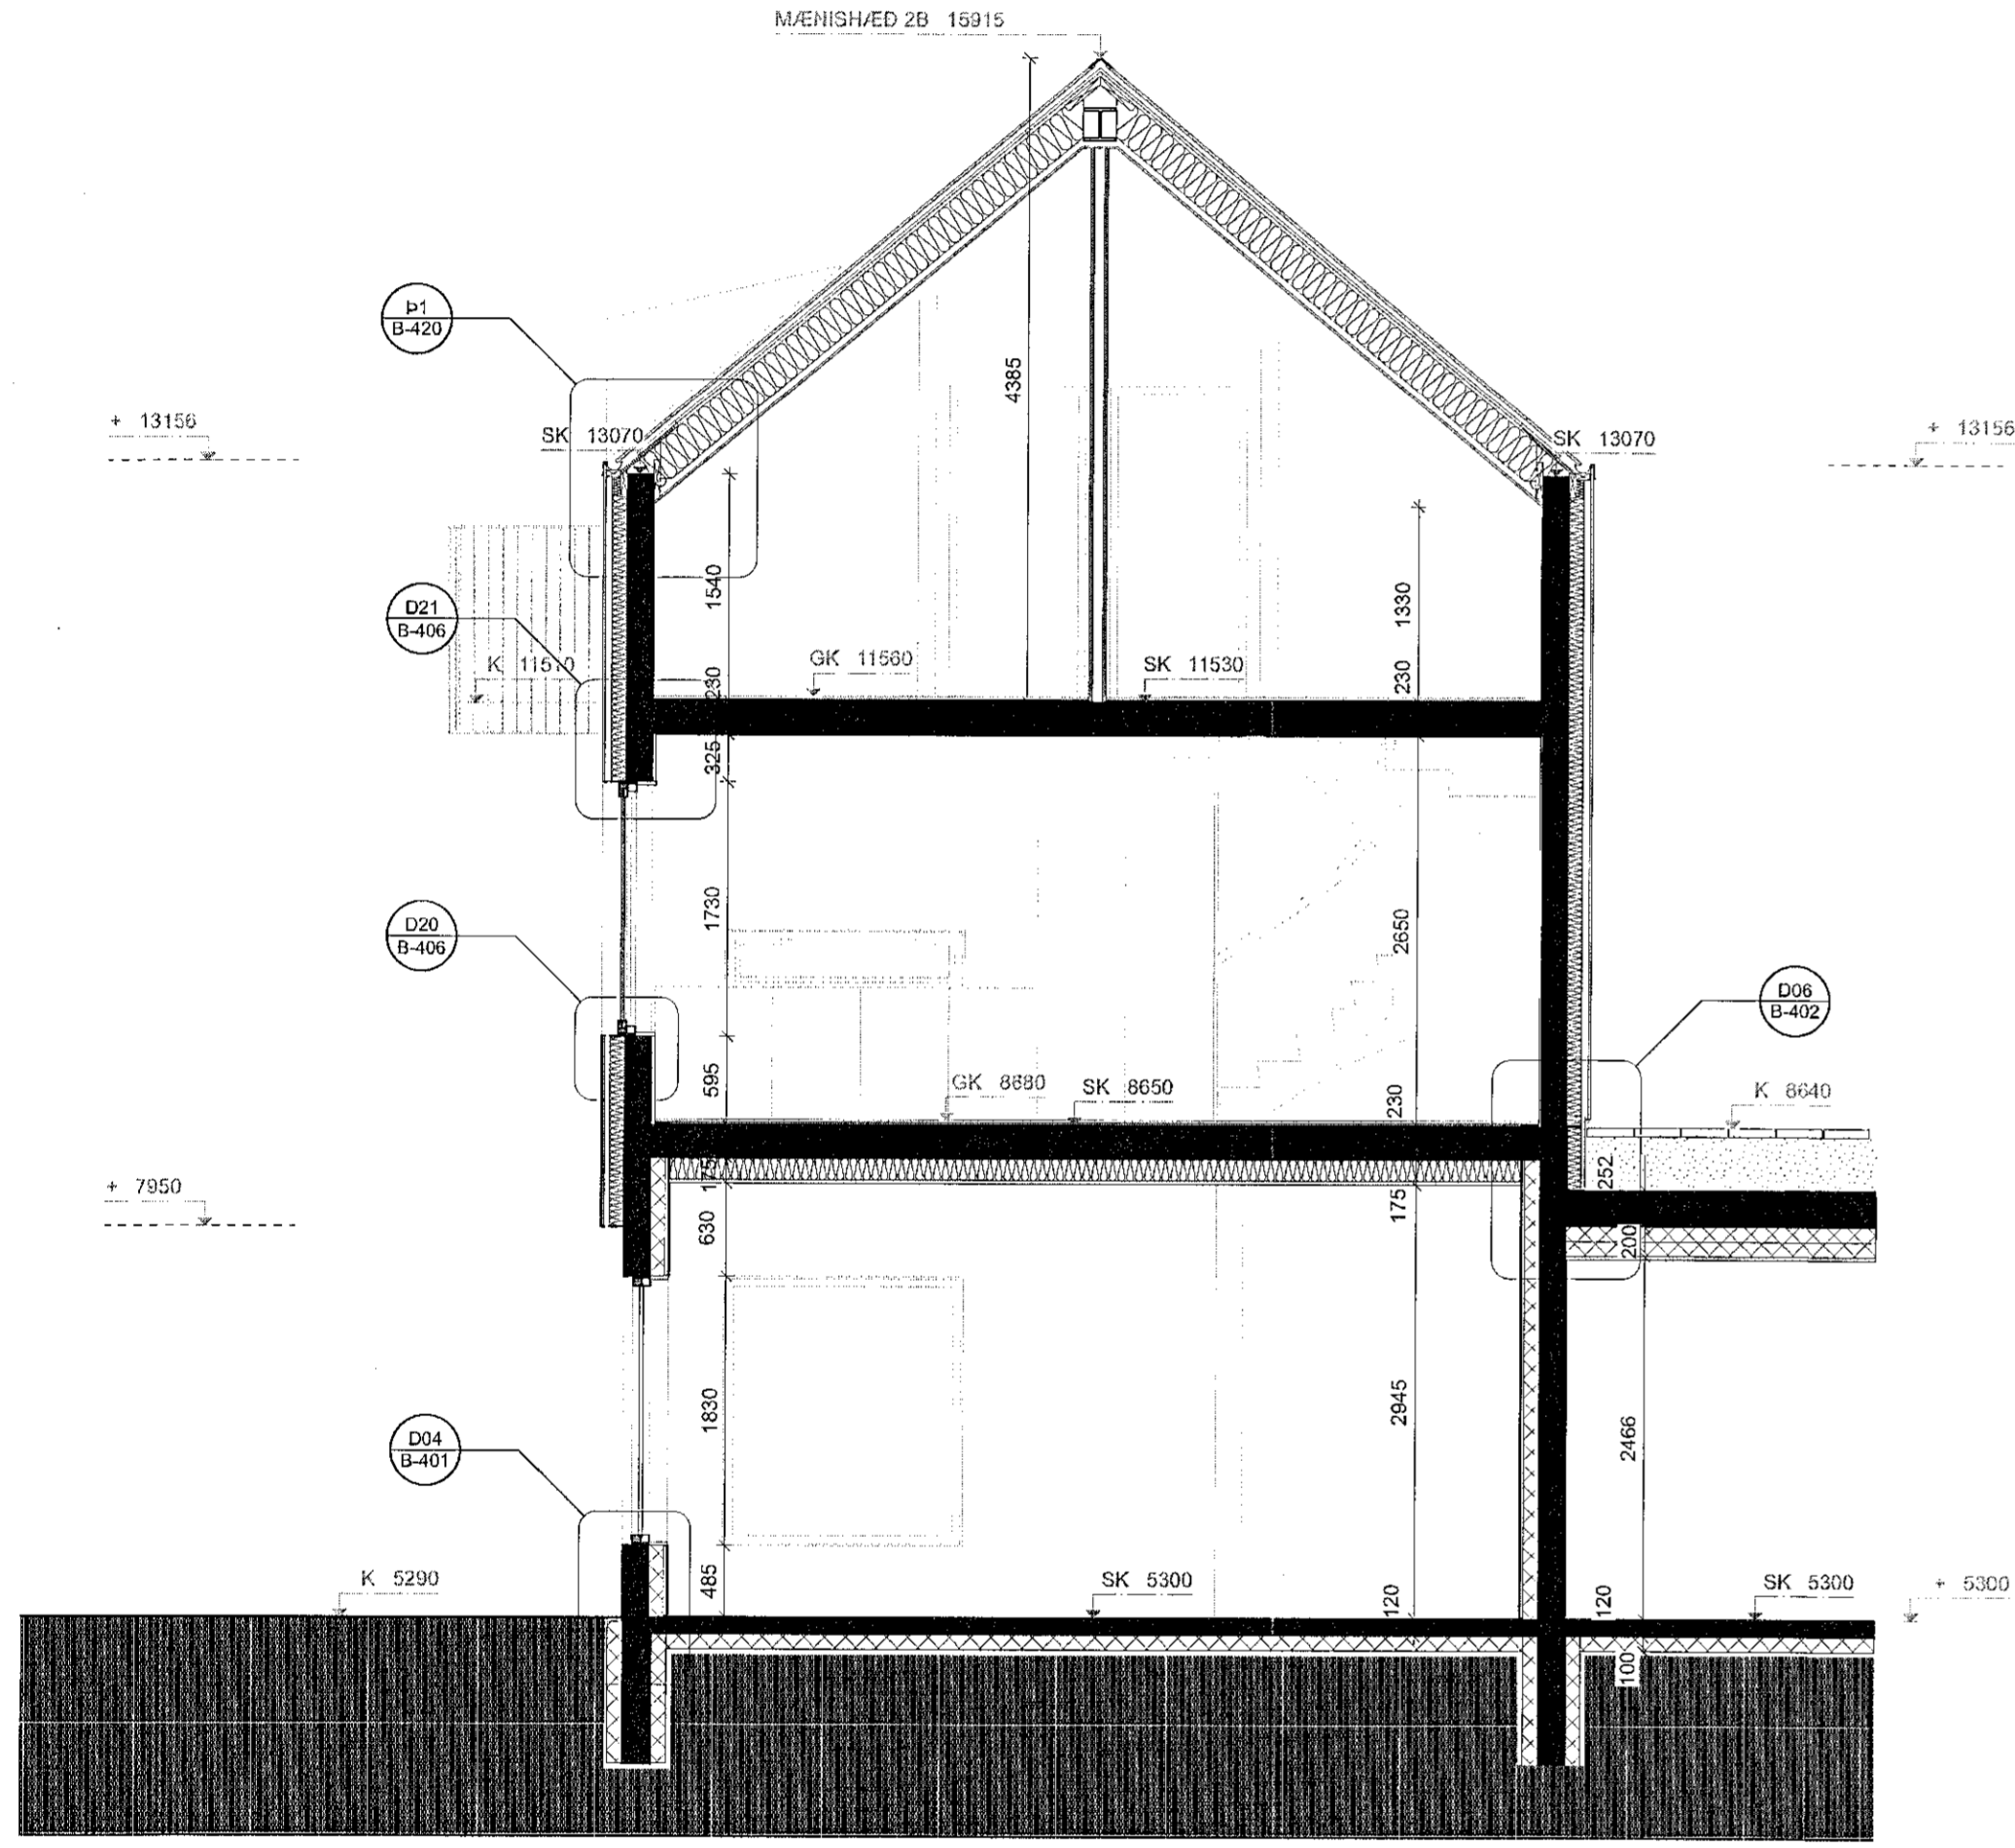 MÆNISHÆÐ 2B 15915
4385
Þ1
B-420
+ 13156
SK 13070
SK 13070
+ 13156
1540
1330
D21
B-406
K 11510
230
GK 11560
SK 11530
230
325
1730
2650
D20
B-406
D06
B-402
595
GK 8680
SK 8650
230
K 8640
+ 7950
175
630
175
252
200
1830
2945
2466
D04
B-401
K 5290
485
SK 5300
120
120
SK 5300
+ 5300
100